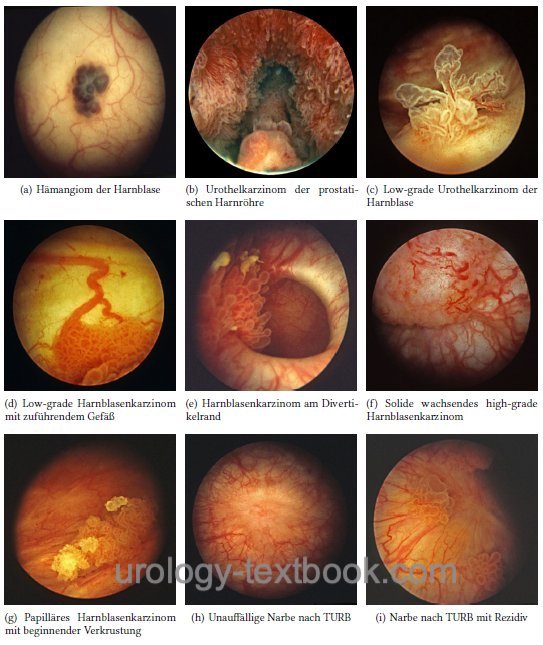 (a) Hämangiom der Harnblase
(b) Urothelkarzinom der prostati-
schen Harnröhre
(c) Low-grade Urothelkarzinom der
Harnblase
(d) Low-grade Harnblasenkarzinom
mit zuführendem Gefäß
(e) Harnblasenkarzinom am Diverti-
kelrand
(f) Solide wachsendes high-grade
Harnblasenkarzinom
urology-textbook.com
(g) Papilläres Harnblasenkarzinom
mit beginnender Verkrustung
(h) Unauffällige Narbe nach TURB
(i) Narbe nach TURB mit Rezidiv